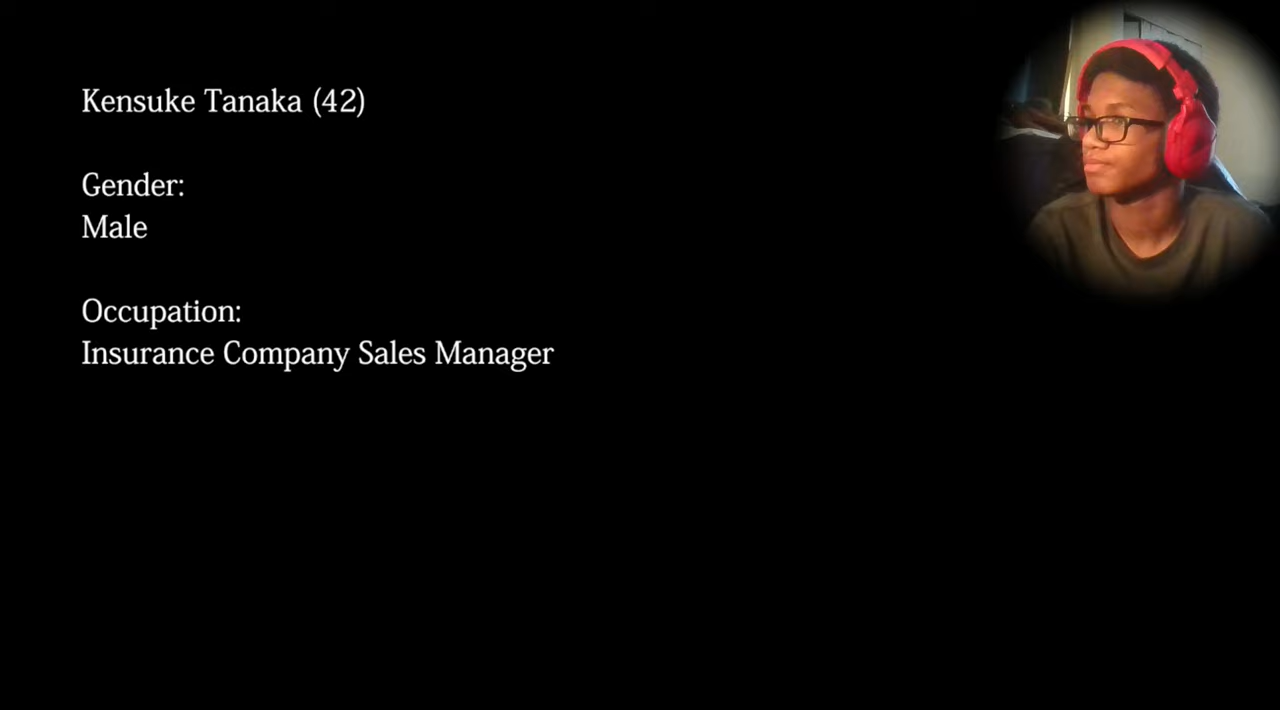 Kensuke Tanaka (42)
Gender:
Male
Occupation:
Insurance Company Sales Manager